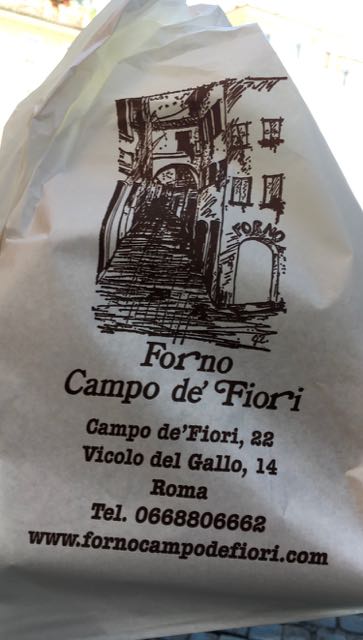 FORNO
Forno
Campo de' Fiori
Campo de'Fiori, 22
Vicolo del Gallo, 14
Roma
Tel. 0668806662
www.fornocampodefiori.com